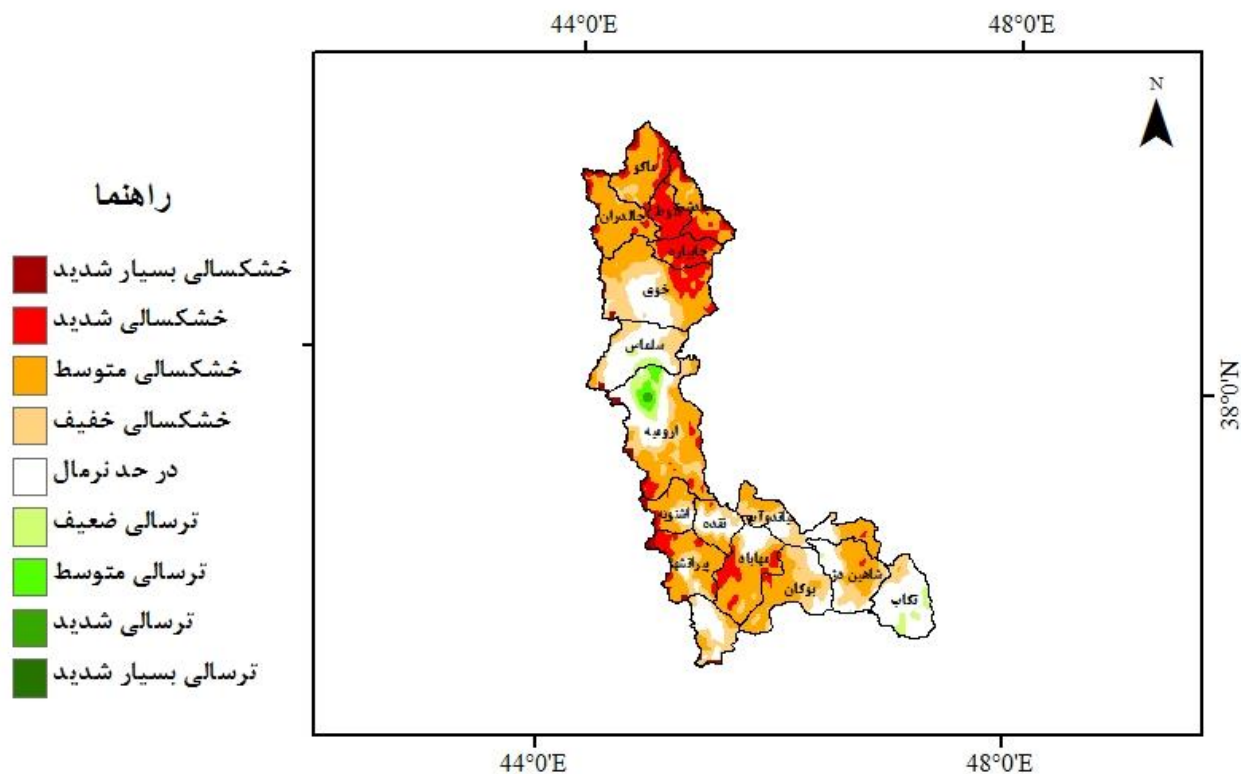 44°0'E
48°0'E
N
راهنما
خشکسالی بسیار شدید
خشکسالی شدید
خشکسالی متوسط
خشکسالی خفیف
در حد نرمال
ترسالی ضعیف
ترسالی متوسط
ترسالی شدید
ترسالی بسیار شدید
ماکو
چالدران
چایپاره
خوی
سلماس
38°0'N
ارومیه
اشنویه
نقده
میاندوآب
پیرانشهر
مهاباد
بوکان
شاهین دژ
تکاب
44°0'E
48°0'E